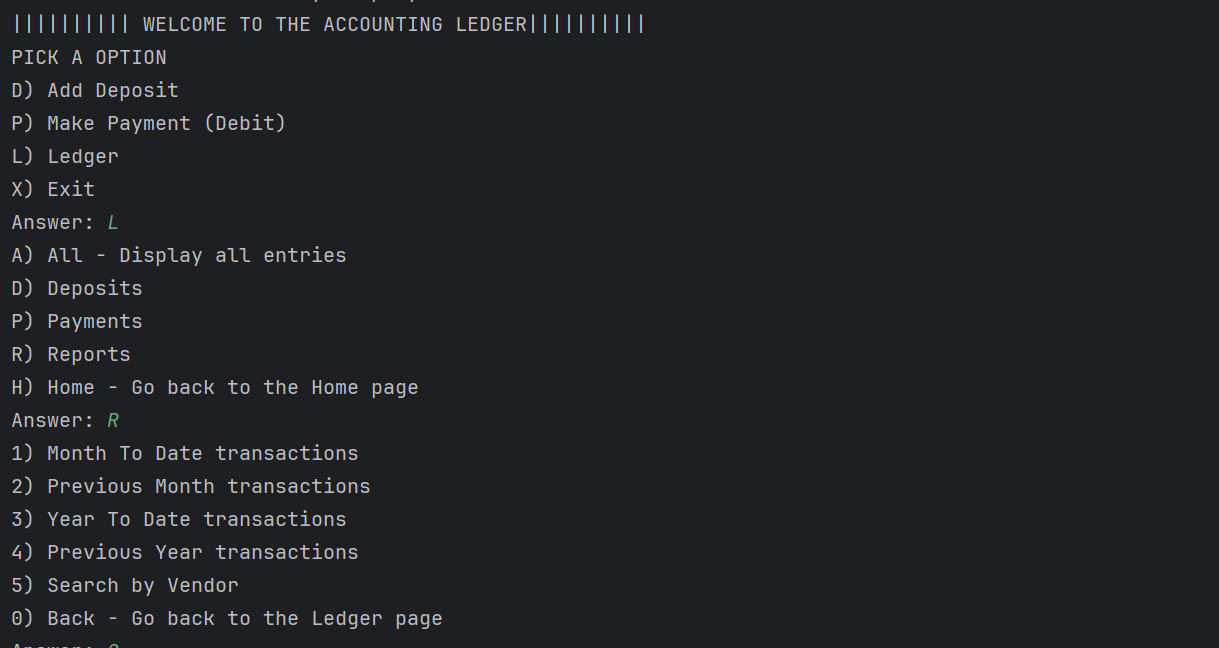 |||||||||| WELCOME TO THE ACCOUNTING LEDGER||||||||||
PICK A OPTION
D) Add Deposit
P) Make Payment (Debit)
L) Ledger
X) Exit
Answer: L
A) All - Display all entries
D) Deposits
P) Payments
R) Reports
H) Home - Go back to the Home page
Answer: R
1) Month To Date transactions
2) Previous Month transactions
3) Year To Date transactions
4) Previous Year transactions
5) Search by Vendor
0) Back - Go back to the Ledger page
Answer: